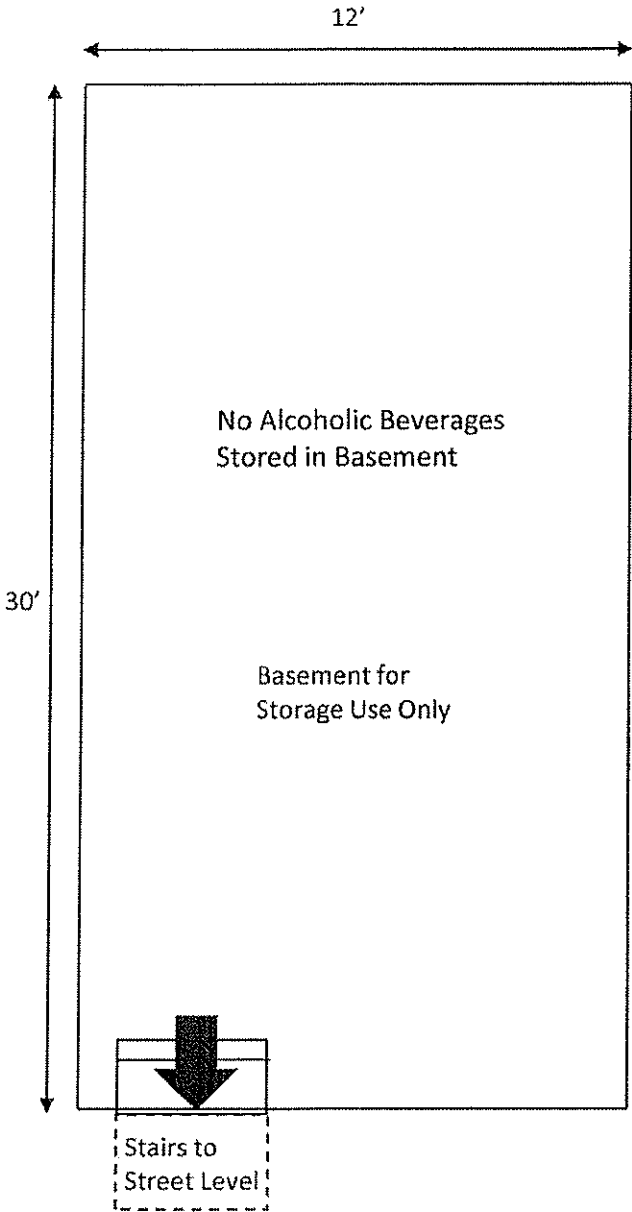 12’
No Alcoholic Beverages
Stored in Basement
30’
Basement for
Storage Use Only
Stairs to
Street Level